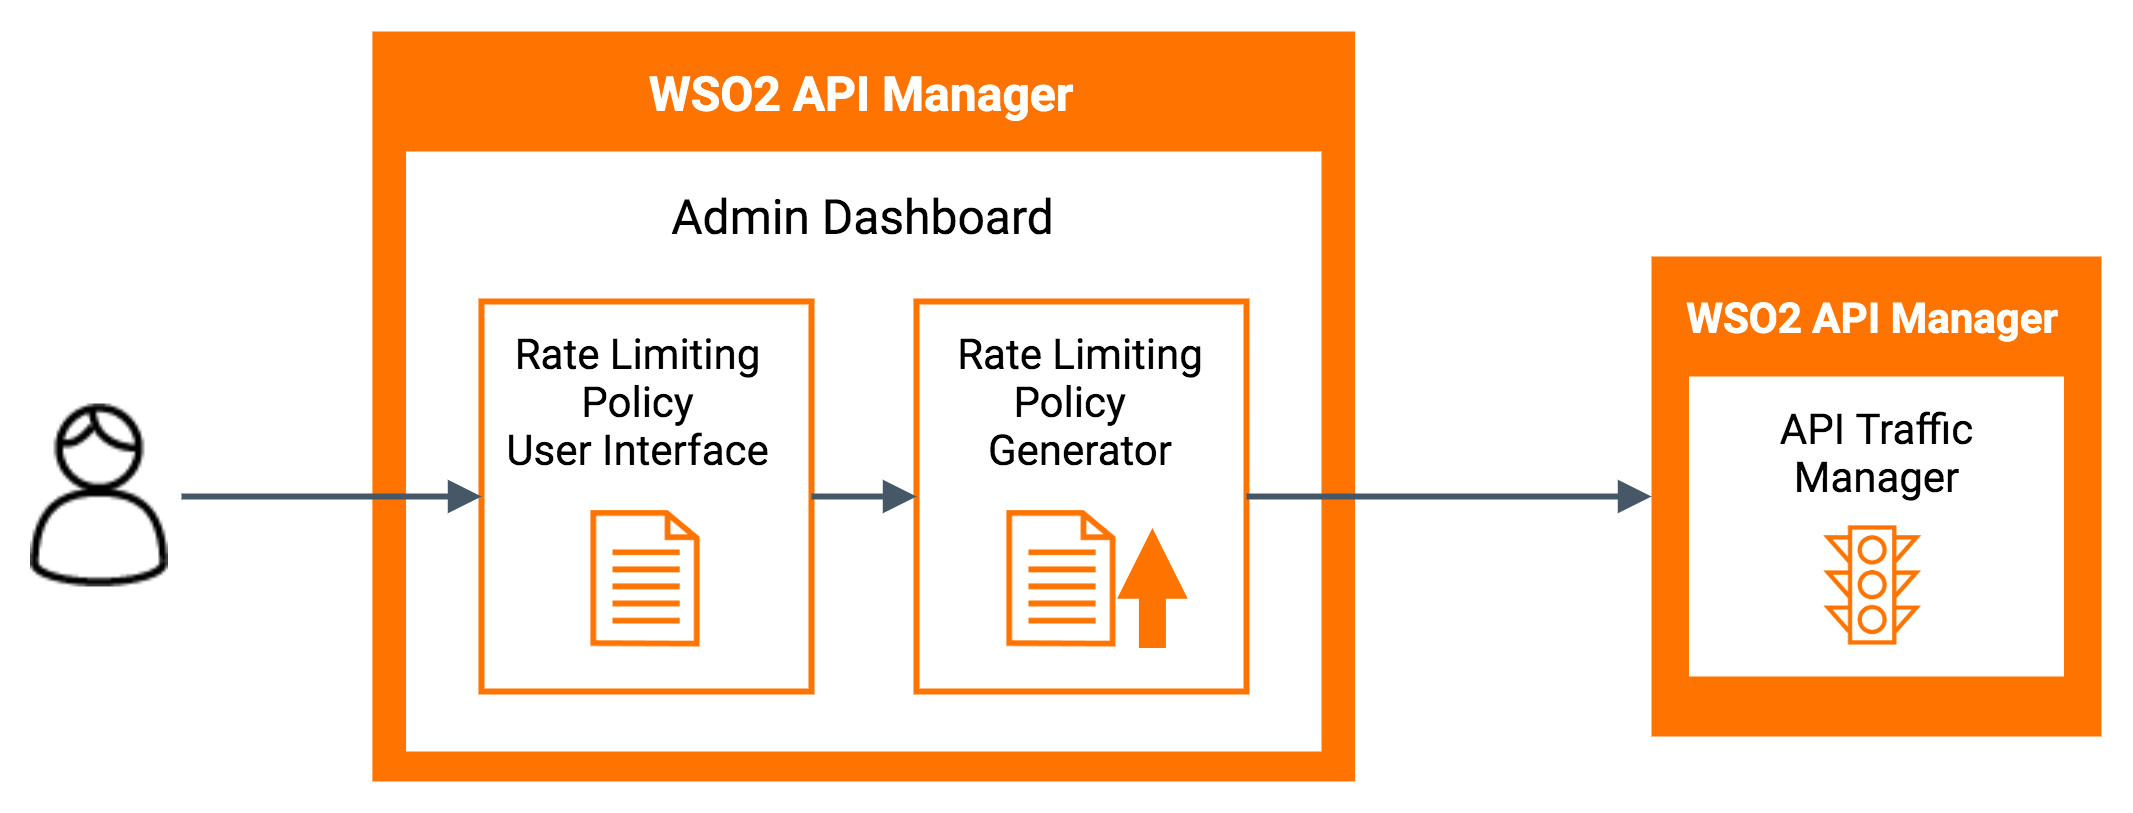 WSO2 API Manager
Admin Dashboard
Rate Limiting
Policy
User Interface
Rate Limiting
Policy
Generator
WSO2 API Manager
API Traffic
Manager